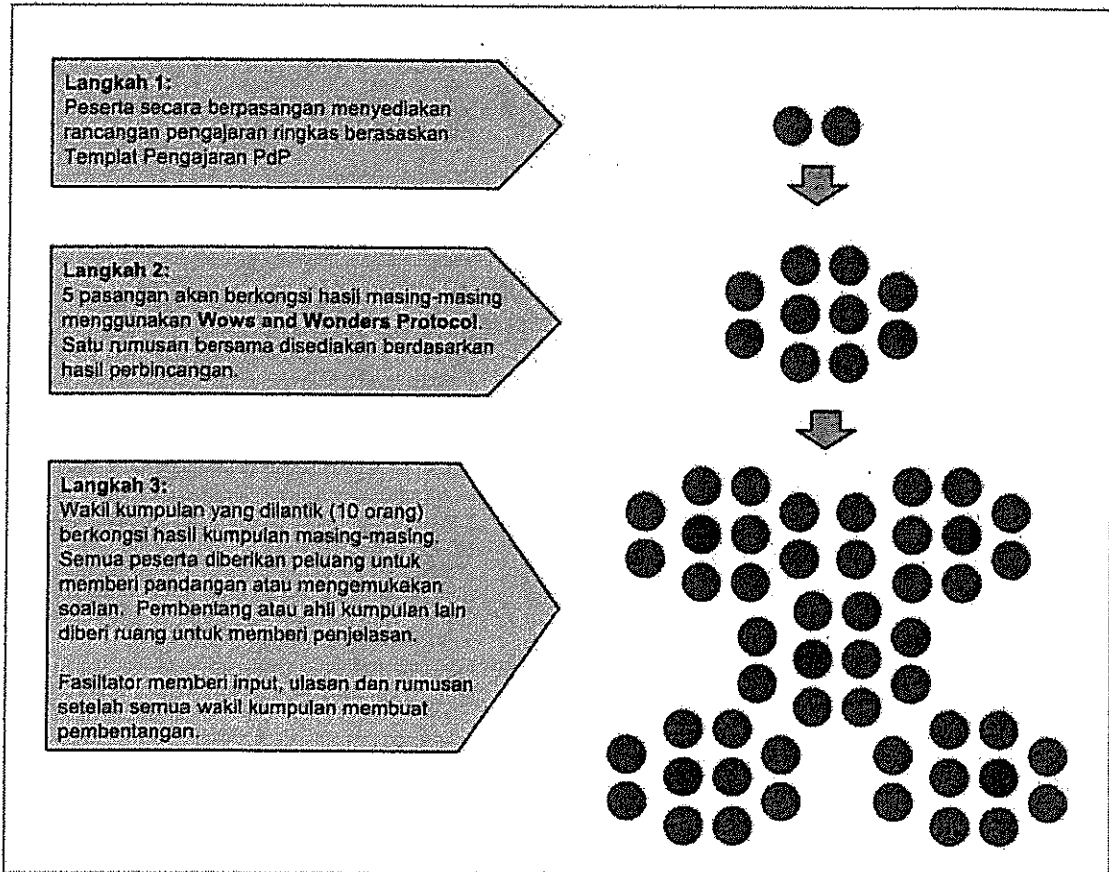 Langkah 1:
Peserta secara berpasangan menyediakan
rancangan pengajaran ringkas berasaskan
Templat Pengajaran PdP
Langkah 2:
5 pasangan akan berkongsi hasil masing-masing
menggunakan Wows and Wonders Protocol.
Satu rumusan bersama disediakan berdasarkan
hasil perbincangan.
Langkah 3:
Wakil kumpulan yang dilantik (10 orang)
berkongsi hasil kumpulan masing-masing.
Semua peserta diberikan peluang untuk
memberi pandangan atau mengemukakan
soalan. Pembentang atau ahli kumpulan lain
diberi ruang untuk memberi penjelasan.
Fasilitator memberi input, ulasan dan rumusan
setelah semua wakil kumpulan membuat
pembentangan.